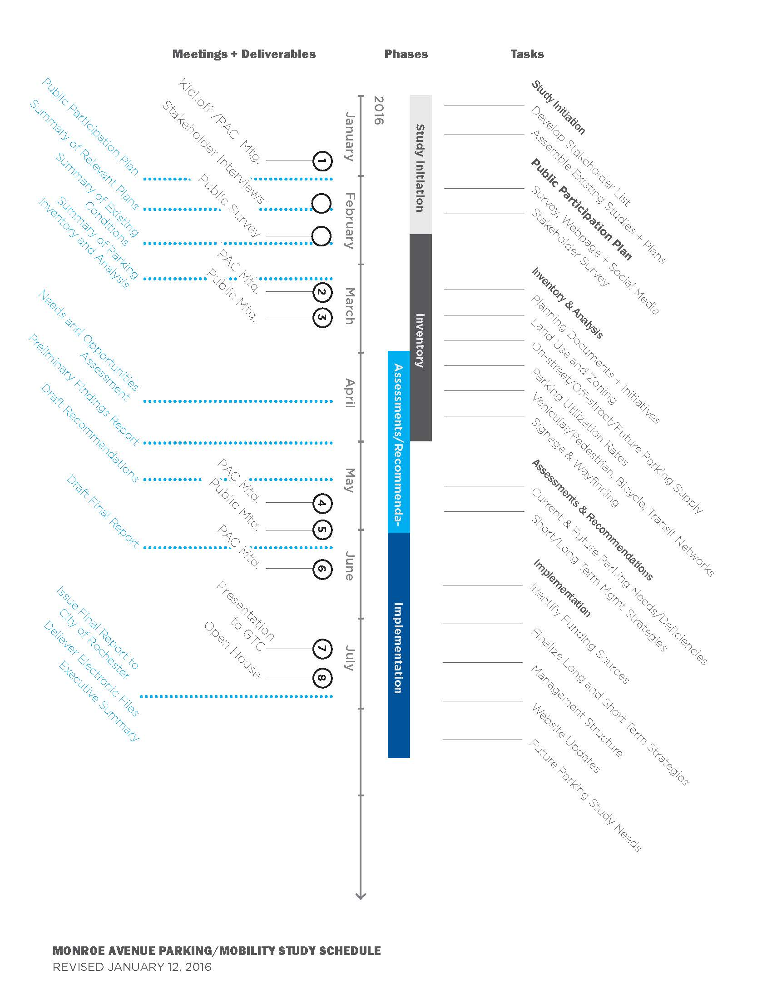 Meetings + Deliverables
Phases
Tasks
Public Participation Plan
Summary of Relevant Plans
Summary of Existing
Conditions
Summary of Parking
Inventory and Analysis
Needs and Opportunities
Assessment
Preliminary Findings Report
Draft Recommendations
Draft Final Report
Issue Final Report to
City of Rochester
Deliever Electronic Files
Executive Summary
Kickoff /PAC Mtg.
Stakeholder Interviews
Public Survey
PAC Mtg.
Public Mtg.
PAC Mtg.
Public Mtg.
PAC Mtg.
Presentation
to GTC
Open House
1
2
3
4
5
6
7
8
2016
January
February
March
April
May
June
July
Study Initiation
Inventory
Assessments/Recommenda-
Implementation
Study Initiation
Develop Stakeholder List
Assemble Existing Studies + Plans
Public Participation Plan
Survey, Webpage + Social Media
Stakeholder Survey
Inventory & Analysis
Planning Documents + Initiatives
Land Use and Zoning
On-street/Off-street/Future Parking Supply
Parking Utilization Rates
Vehicular/Pedestrian, Bicycle, Transit Networks
Signage & Wayfinding
Assessments & Recommendations
Current & Future Parking Needs/Deficiencies
Short/Long Term Mgmt Strategies
Implementation
Identify Funding Sources
Finalize Long and Short Term Strategies
Management Structure
Website Updates
Future Parking Study Needs
MONROE AVENUE PARKING/MOBILITY STUDY SCHEDULE
REVISED JANUARY 12, 2016